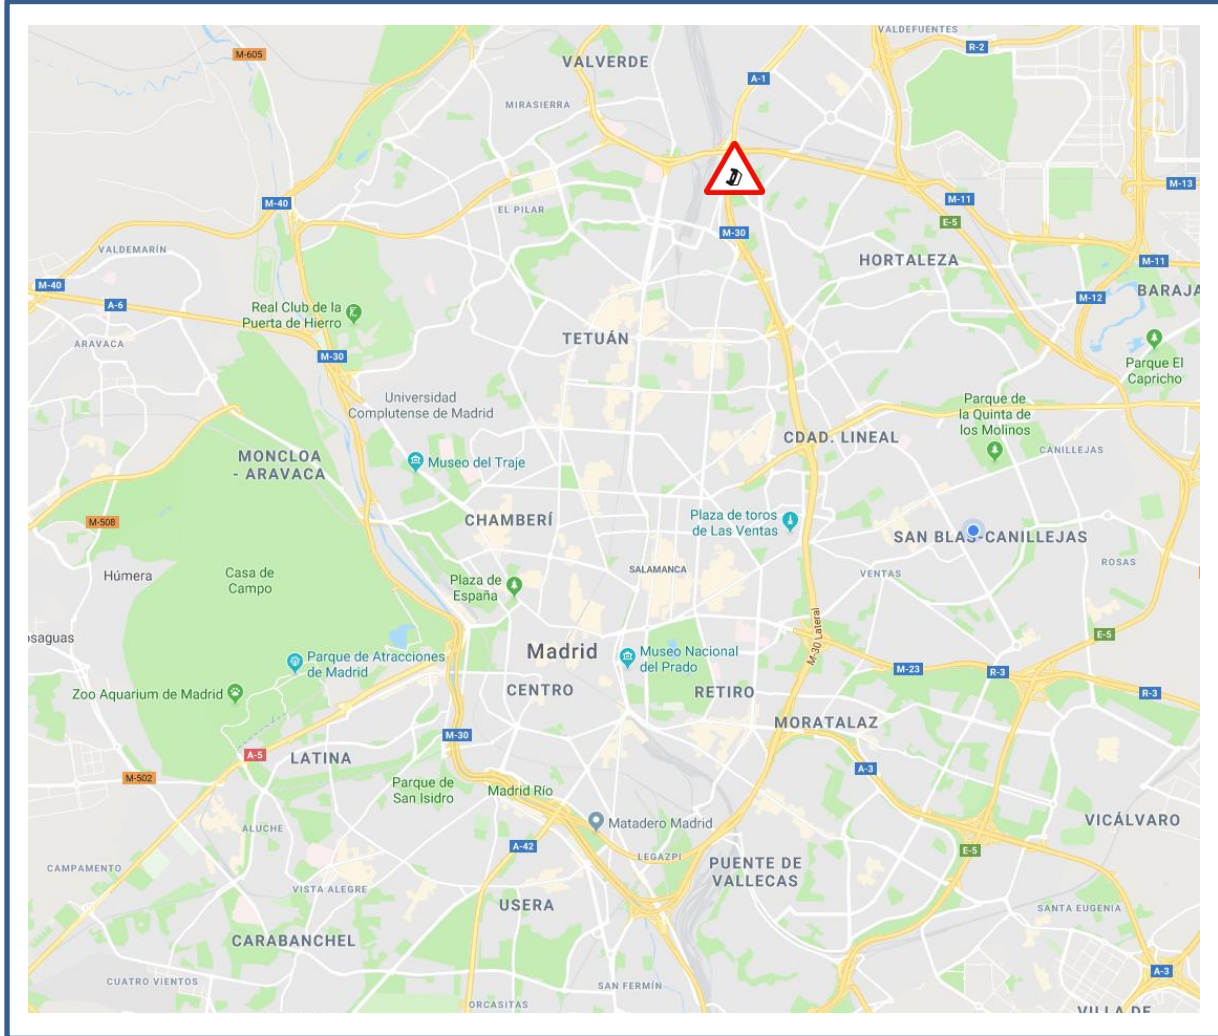 VALDEFUENTES
R-2
M-605
VALVERDE
A-1
MIRASIERRA
M-13
M-11
M-40
EL PILAR
E-5
M-30
VALDEMARÍN
HORTALEZA
M-11
M-40
BARAJA
M-12
A-6
Real Club de la
Puerta de Hierro
TETUÁN
ARAVACA
M-30
Parque El
Capricho
Universidad
Complutense de Madrid
Parque de
la Quinta de
los Molinos
CDAD. LINEAL
CANILLEJAS
MONCLOA
- ARAVACA
Museo del Traje
M-508
CHAMBERÍ
Plaza de toros
de Las Ventas
SAN BLAS-CANILLEJAS
ROSAS
Húmera
Casa de
Campo
SALAMANCA
VENTAS
Plaza de
España
M-30 Lateral
osaguas
E-5
Madrid
Museo Nacional
del Prado
Parque de Atracciones
de Madrid
M-23
R-3
Zoo Aquarium de Madrid
CENTRO
RETIRO
R-3
MORATALAZ
M-30
A-5
LATINA
A-3
M-502
Parque de
San Isidro
Madrid Río
Matadero Madrid
VICÁLVARO
ALUCHE
A-42
LEGAZPI
E-5
CAMPAMENTO
PUENTE DE
VALLECAS
VISTA ALEGRE
USERA
SANTA EUGENIA
CARABANCHEL
A-3
CUATRO VIENTOS
SAN FERMÍN
ORCASITAS
VILLA DE